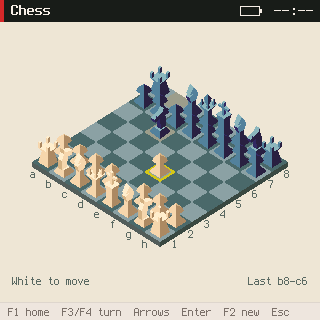 Chess --:--
8
7
6
5
4
3
2
1
a
b
c
d
e
f
g
h
White to move Last b8-c6
F1 home F3/F4 turn Arrows Enter F2 new Esc